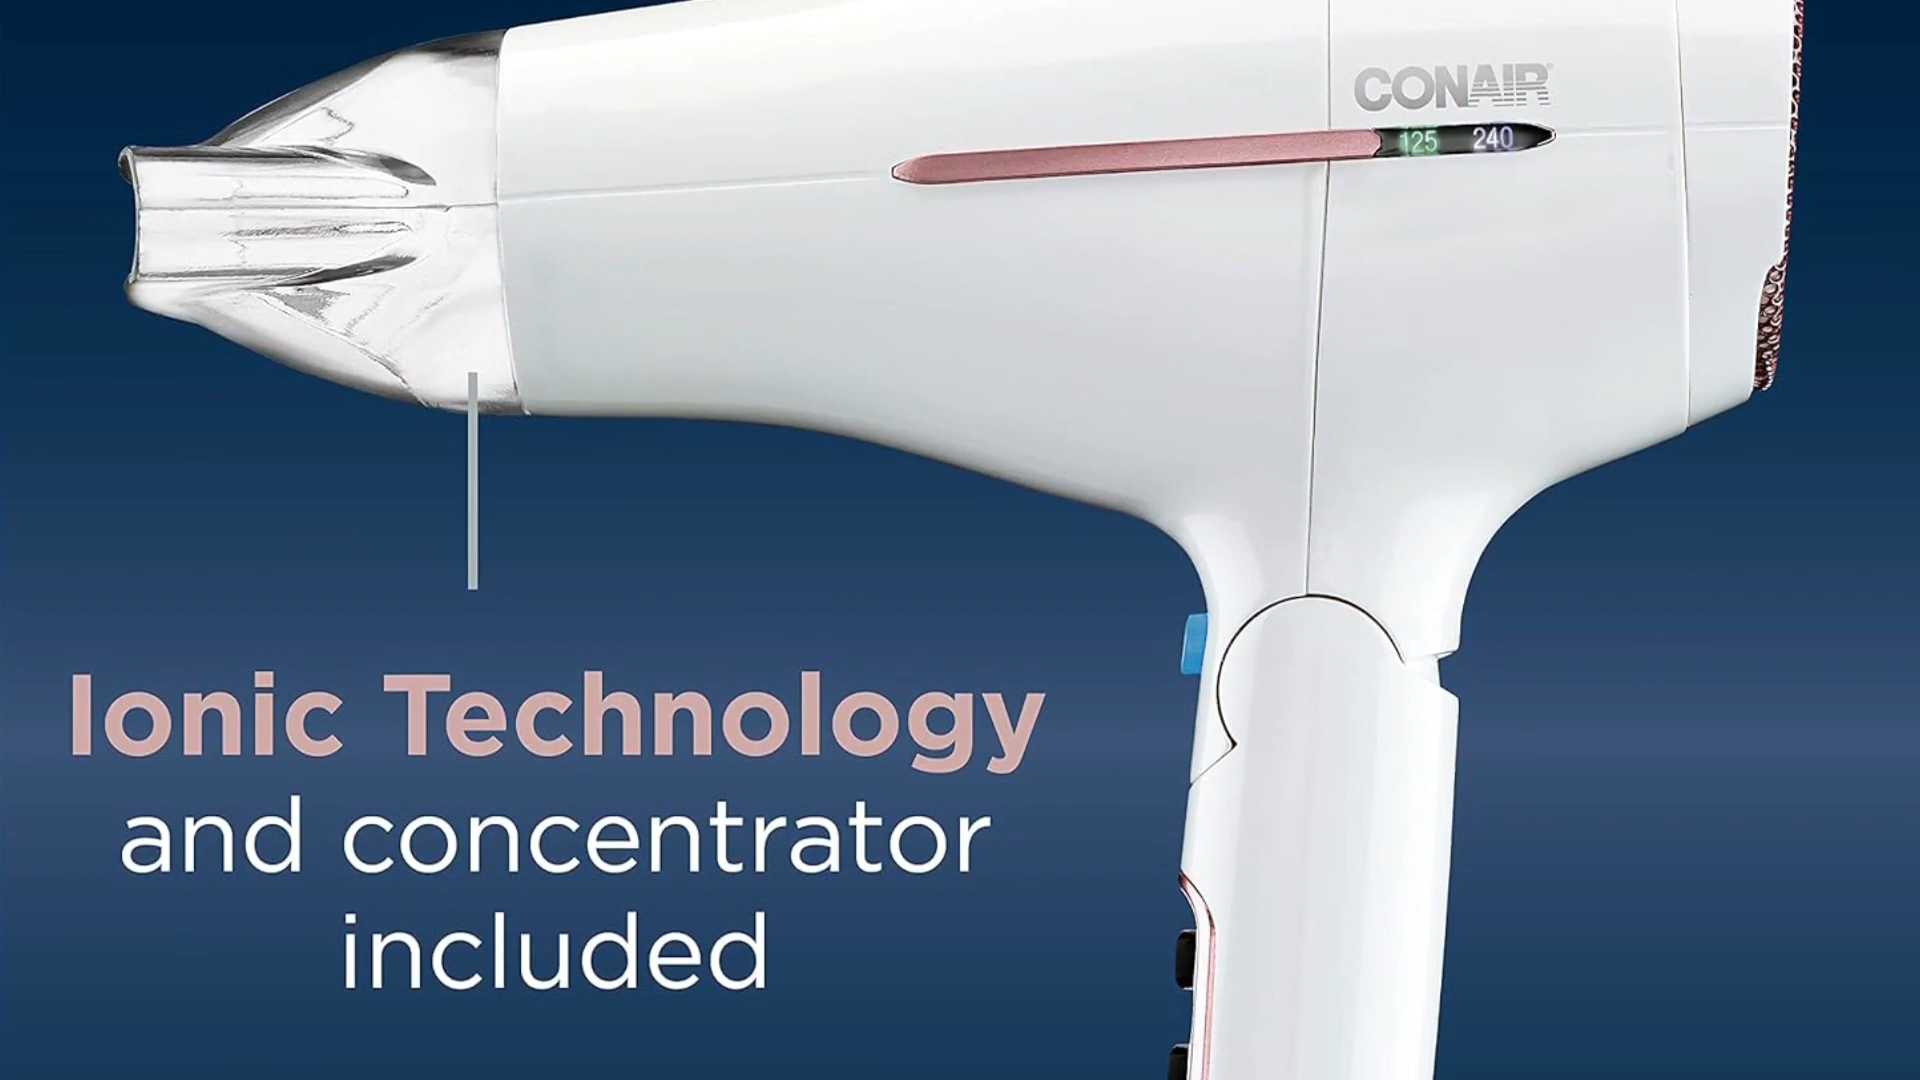 CONAIR®
125 240
Ionic Technology
and concentrator
included